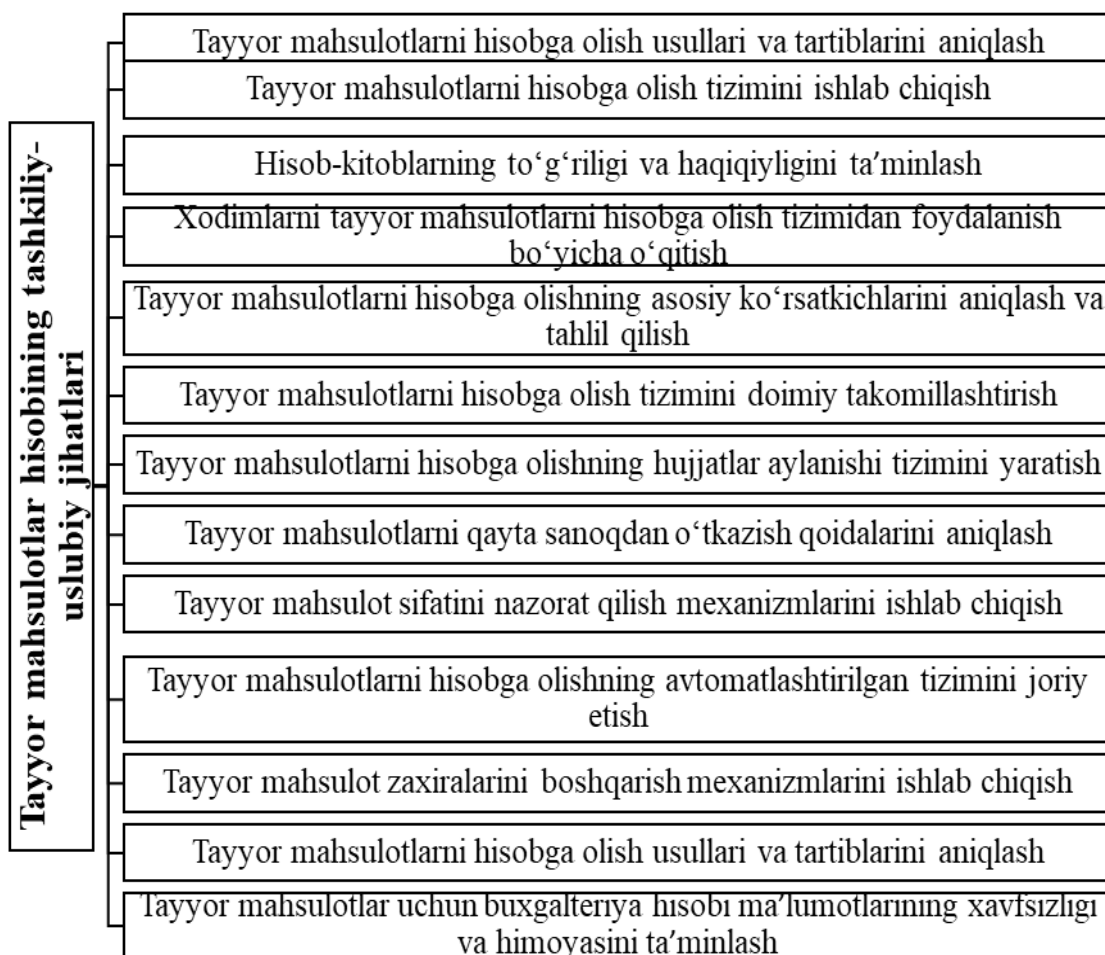 Tayyor mahsulotlar hisobining tashkiliy-
uslubiy jihatlari
Tayyor mahsulotlarni hisobga olish usullari va tartiblarini aniqlash
Tayyor mahsulotlarni hisobga olish tizimini ishlab chiqish
Hisob-kitoblarning to‘g‘riligi va haqiqiyligini ta’minlash
Xodimlarni tayyor mahsulotlarni hisobga olish tizimidan foydalanish
bo‘yicha o‘qitish
Tayyor mahsulotlarni hisobga olishning asosiy ko‘rsatkichlarini aniqlash va
tahlil qilish
Tayyor mahsulotlarni hisobga olish tizimini doimiy takomillashtirish
Tayyor mahsulotlarni hisobga olishning hujjatlar aylanishi tizimini yaratish
Tayyor mahsulotlarni qayta sanoqdan o‘tkazish qoidalarini aniqlash
Tayyor mahsulot sifatini nazorat qilish mexanizmlarini ishlab chiqish
Tayyor mahsulotlarni hisobga olishning avtomatlashtirilgan tizimini joriy
etish
Tayyor mahsulot zaxiralarini boshqarish mexanizmlarini ishlab chiqish
Tayyor mahsulotlarni hisobga olish usullari va tartiblarini aniqlash
Tayyor mahsulotlar uchun buxgalteriya hisobi ma’lumotlarining xavfsizligi
va himoyasini ta’minlash